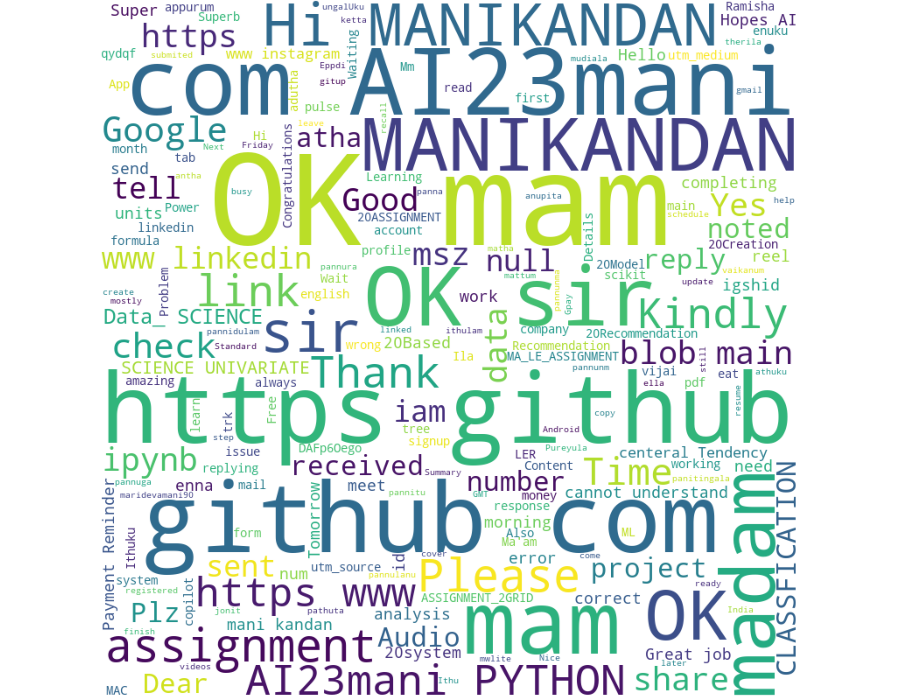 Super appurum ungalUku Hi MANIKANDAN Ramisha
Superb ketta Hopes AI
https enuku
qydqf submited www instagram Waiting mudiala Hello utm_medium therila
com AI23mani
App adutha Eppdi gitup Mm read first gmail
pulse recall
Google Hi leave MANIKANDAN
month Next Friday Congratulations atha
send tab OK mam Learning completing
tell antha busy Good panna anupita main help
units Power 20ASSIGNMENT schedule Yes
linkedin account Details noted
formula 20Creation
www linkedin profile msz matha null 20Model reply reel
create Problem pannura Wait mattum pannunma scikit vaikanum
mostly link english OK work sir Gpay update igshid
Data_ SCIENCE pannidulam sir linked ithulam company Kindly
Standard wrong 20Based data 20Recommendation
check Ila Recommendation still blob main
SCIENCE UNIVARIATE Thank MA_LE_ASSIGNMENT vijai eat athuku
amazing always pannunm ella pdf
https github
learn trk Free iam copy resume
step tree Android
issue DAFp6Oego signup Pureyula
ipynb replying received LER centeral Tendency
enna mail meet Summary Content Time working need
pannuga number panitingala
maridevamani90 pannitu GMT money cannot understand
Payment Reminder github com madam
Ithuku form Tomorrow response morning
Also Ma am ML CLASSFICATION
system sent utm_source id cover error come project
registered num pannulanu Please ready
copilot ASSIGNMENT_2GRID correct
Plz jonit https www mam OK India
finish pathuta mani kandan analysis
assignment Audio 20system Great job
videos mwlite Nice later
MAC Dear AI23mani Ithu PYTHON share